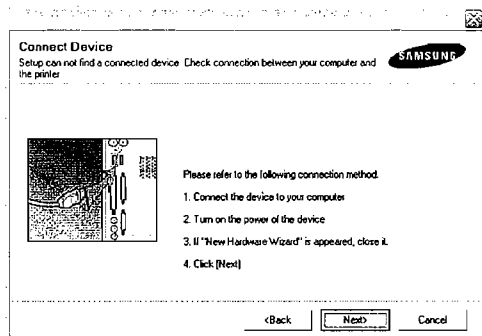 Connect Device
Setup can not find a connected device. Check connection between your computer and
the printer
SAMSUNG
Please refer to the following connection method.
1. Connect the device to your computer
2. Turn on the power of the device
3. If "New Hardware Wizard" is appeared, close it.
4. Click [Next]
<Back
Next>
Cancel